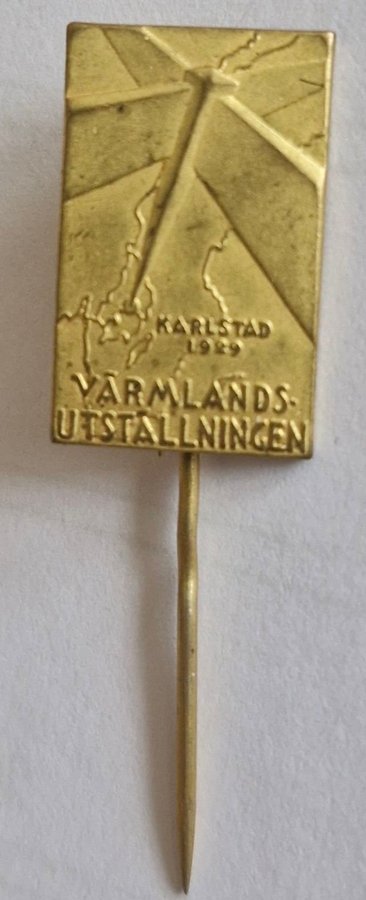 KARLSTAD
1929
VÄRMLANDS-
UTSTÄLLNINGEN